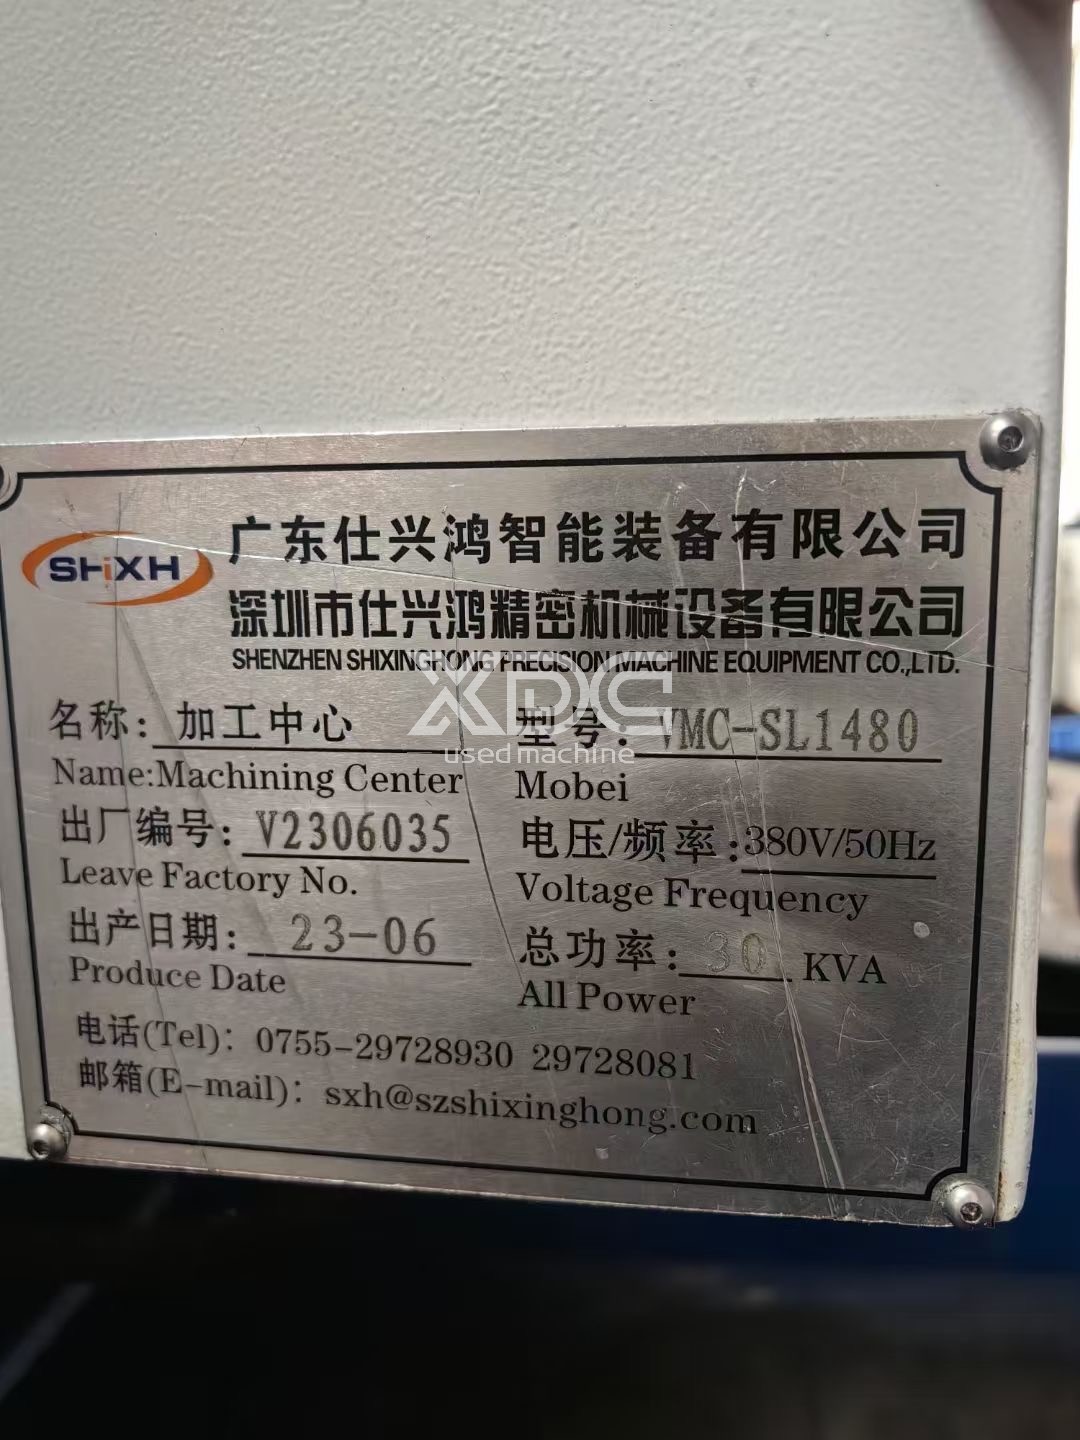 SHiXH
广东仕兴鸿智能装备有限公司
深圳市仕兴鸿精密机械设备有限公司
SHENZHEN SHIXINGHONG PRECISION MACHINE EQUIPMENT CO.,LTD.
XDC
used machine
名称: 加工中心 型号: VMC-SL1480
Name:Machining Center Mobei
出厂编号: V2306035 电压/频率:380V/50Hz
Leave Factory No. Voltage Frequency
出产日期: 23-06 总功率: 30 KVA
Produce Date All Power
电话(Tel): 0755-29728930 29728081
邮箱(E-mail): sxh@szshixinghong.com